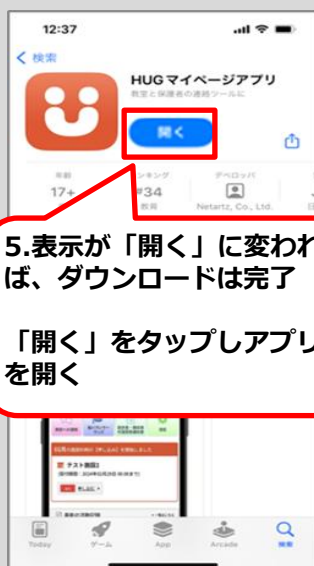 12:37
検索
HUGマイページアプリ
教室と保護者の連絡ツールに
開く
年齢
ランキング
デベロッパ
17+
#34
教育
Netartz, Co., Ltd.
5.表示が「開く」に変われ
ば、ダウンロードは完了
「開く」をタップしアプリ
を開く
テスト施設2
Today
ゲーム
App
Arcade
検索